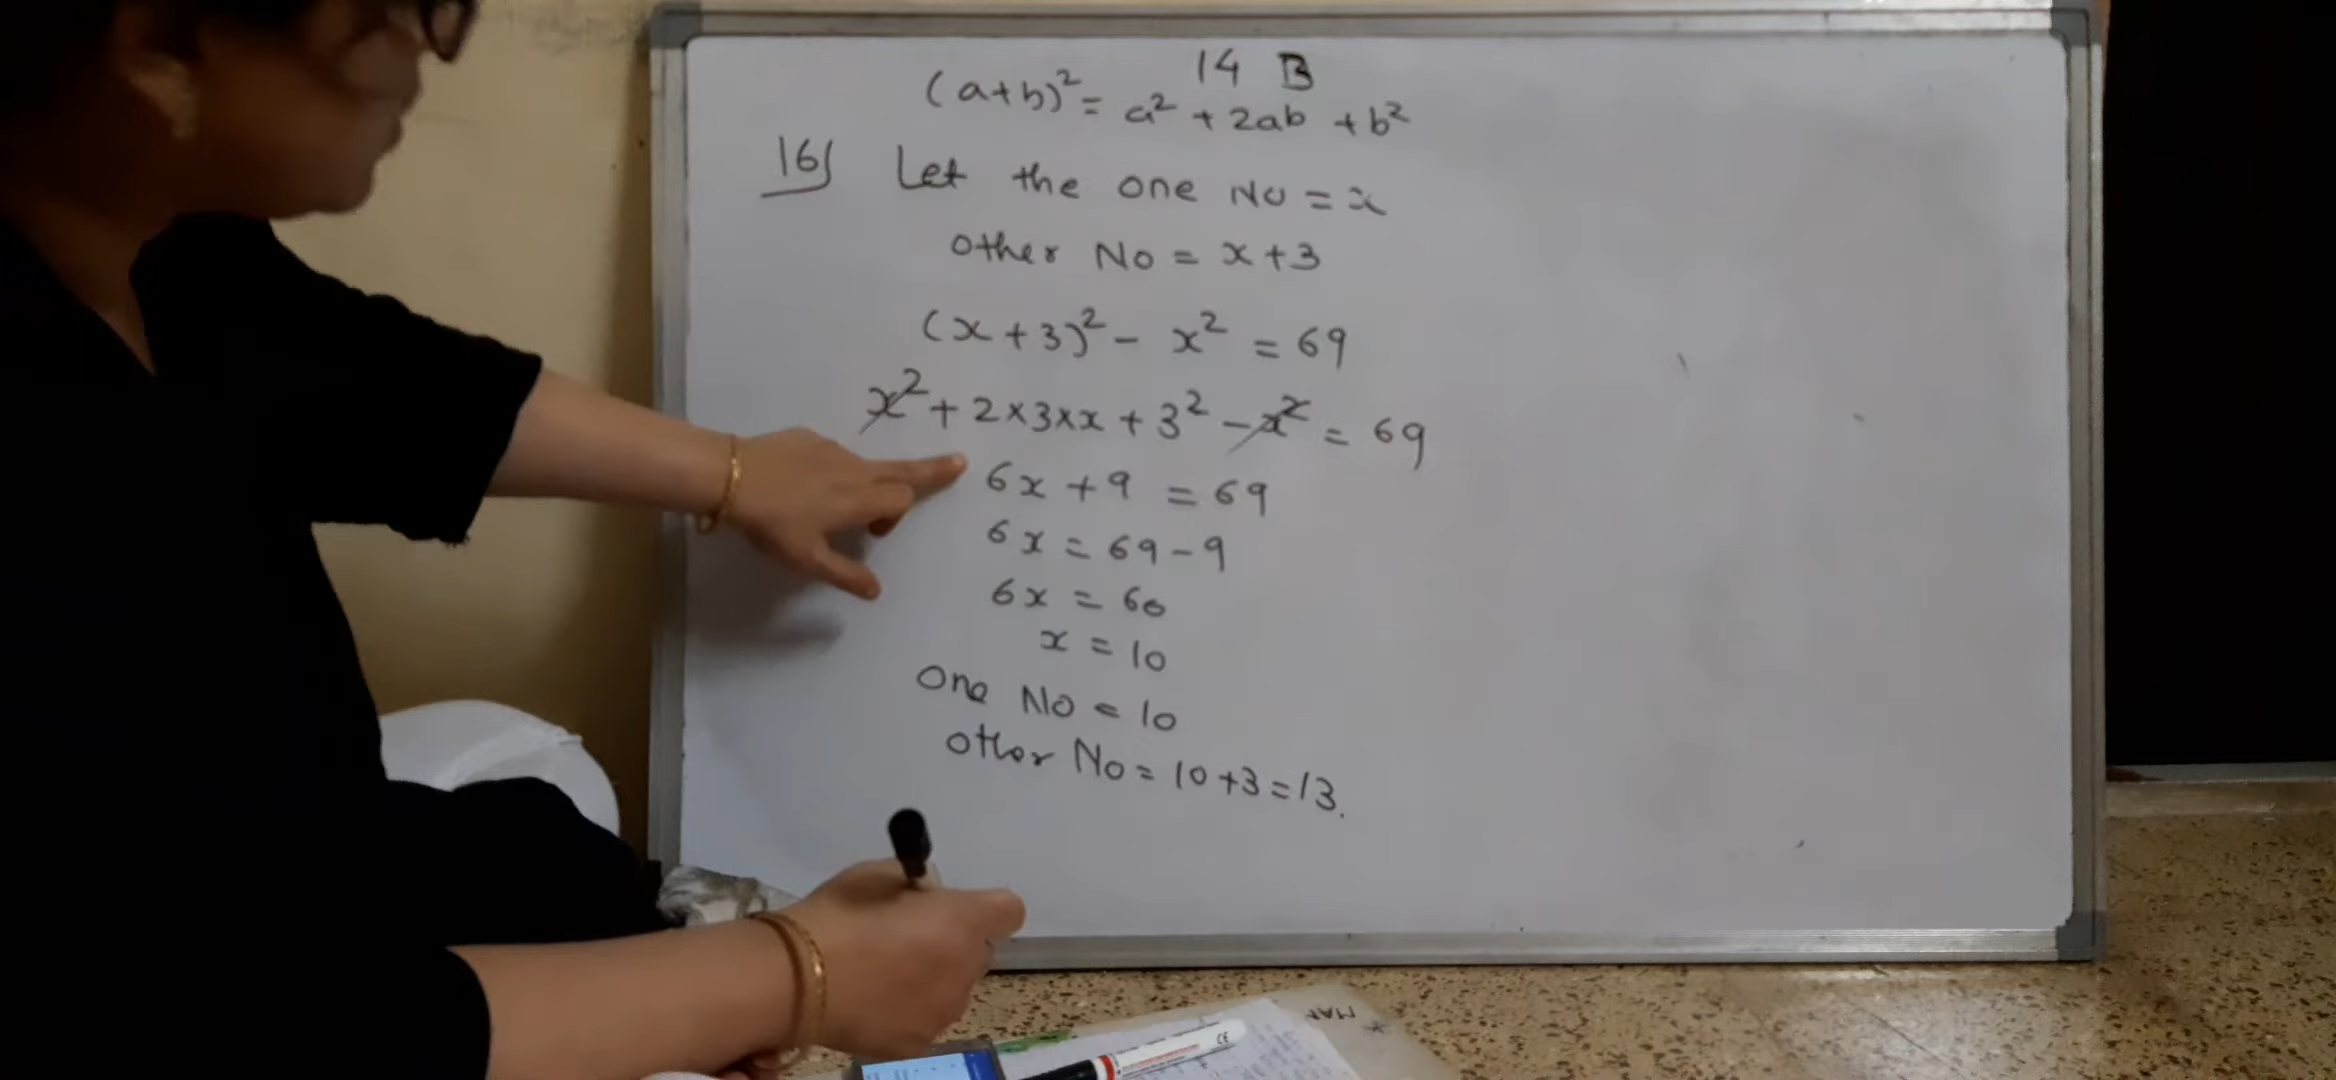 14 B
(a+b)² = a² + 2ab + b²
16) Let the one No = x
other No = x+3
(x+3)² - x² = 69
x² + 2×3×x + 3² - x² = 69
6x + 9 = 69
6x = 69-9
6x = 60
x = 10
One No = 10
other No = 10+3=13.
CE
MAP